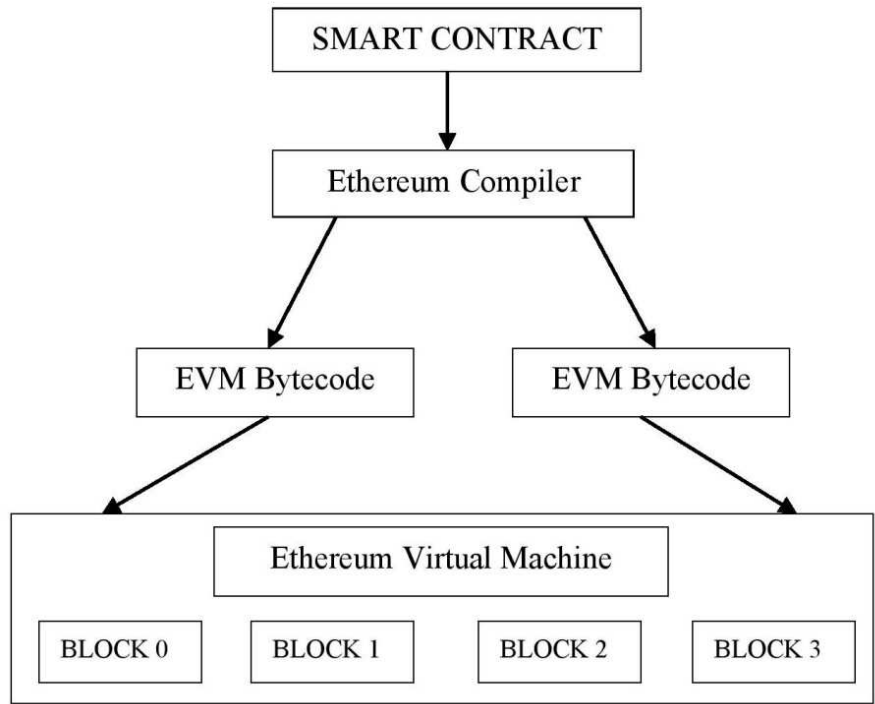 SMART CONTRACT
Ethereum Compiler
EVM Bytecode
EVM Bytecode
Ethereum Virtual Machine
BLOCK 0
BLOCK 1
BLOCK 2
BLOCK 3